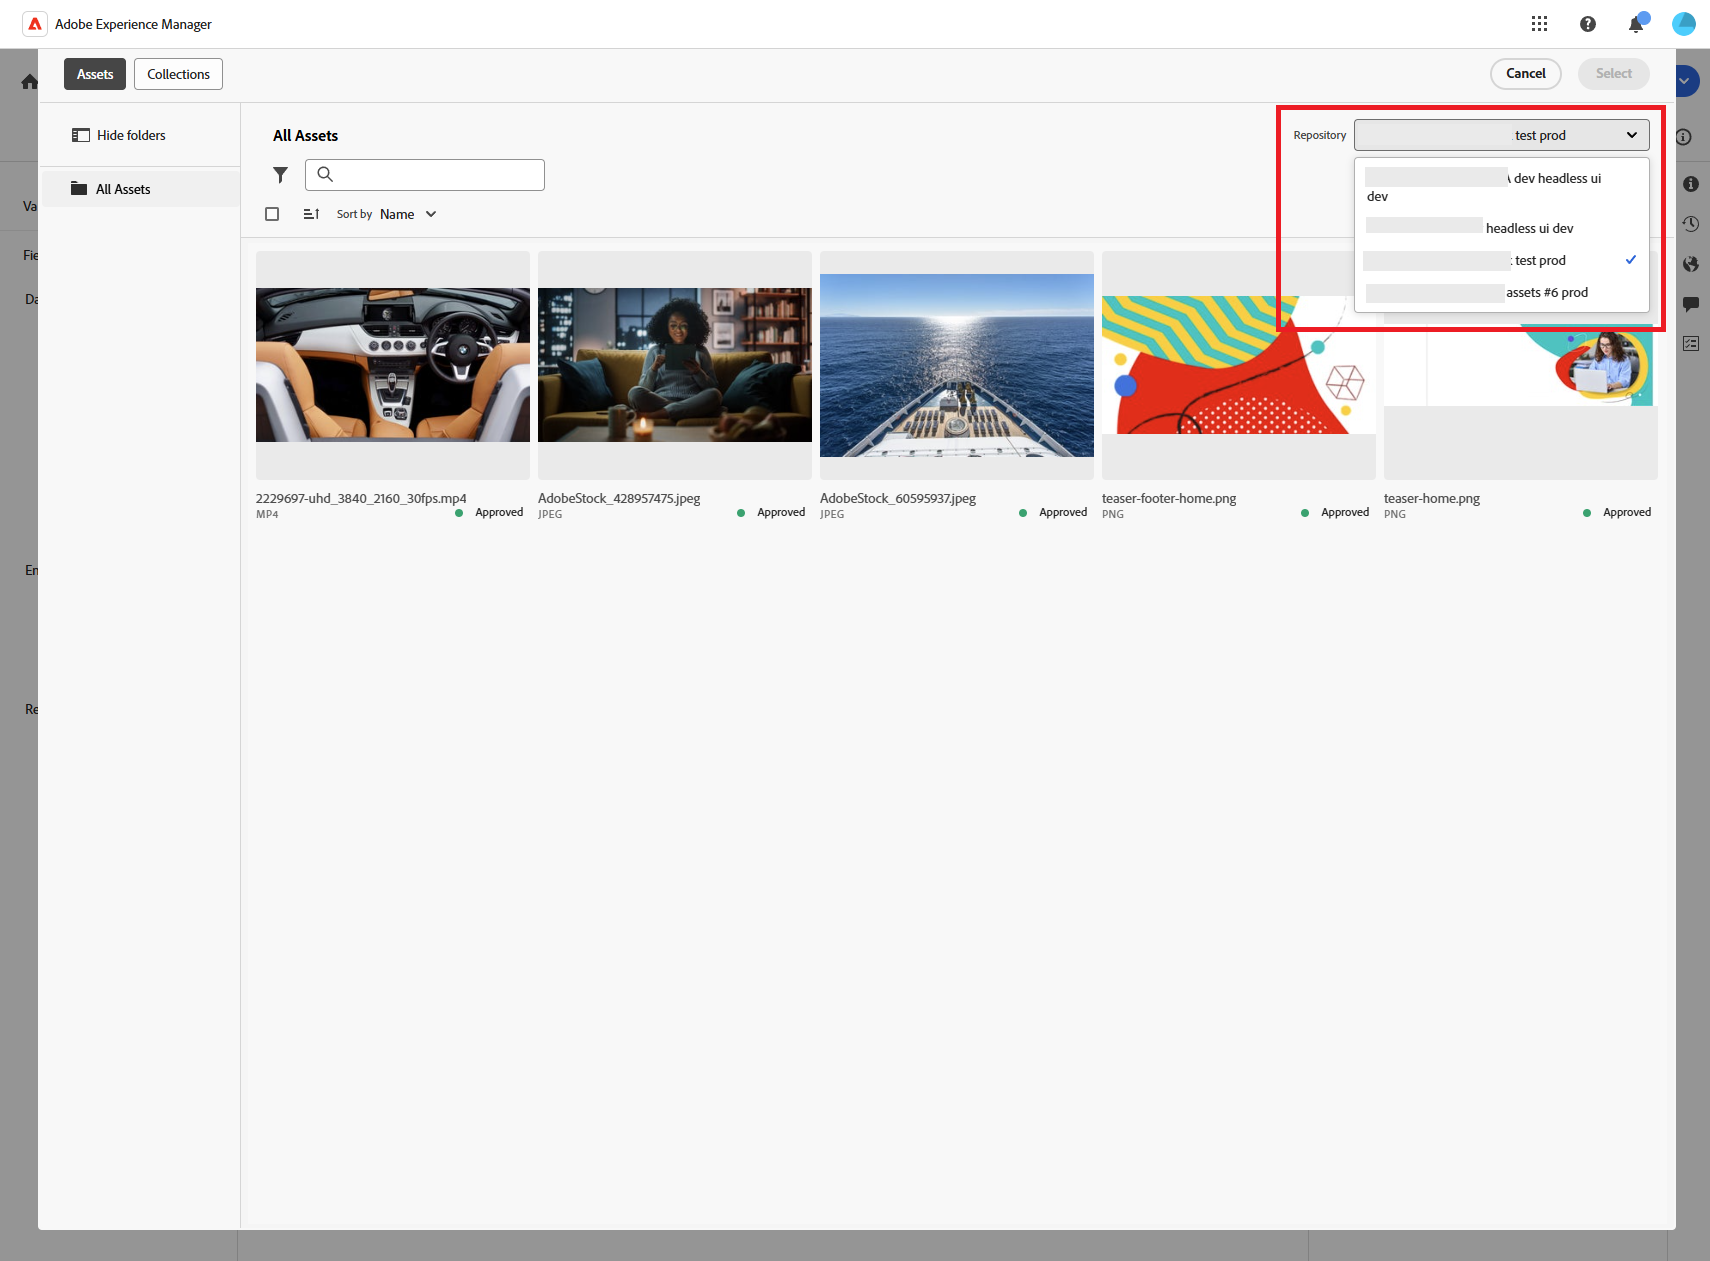 Adobe Experience Manager
Assets
Collections
Cancel
Select
Hide folders
All Assets
All Assets
Repository
test prod
dev headless ui
dev
headless ui dev
test prod
assets #6 prod
Sort by Name
Va
Fie
Da
En
Re
2229697-uhd_3840_2160_30fps.mp4
MP4
Approved
AdobeStock_428957475.jpeg
JPEG
Approved
AdobeStock_60595937.jpeg
JPEG
Approved
teaser-footer-home.png
PNG
Approved
teaser-home.png
PNG
Approved